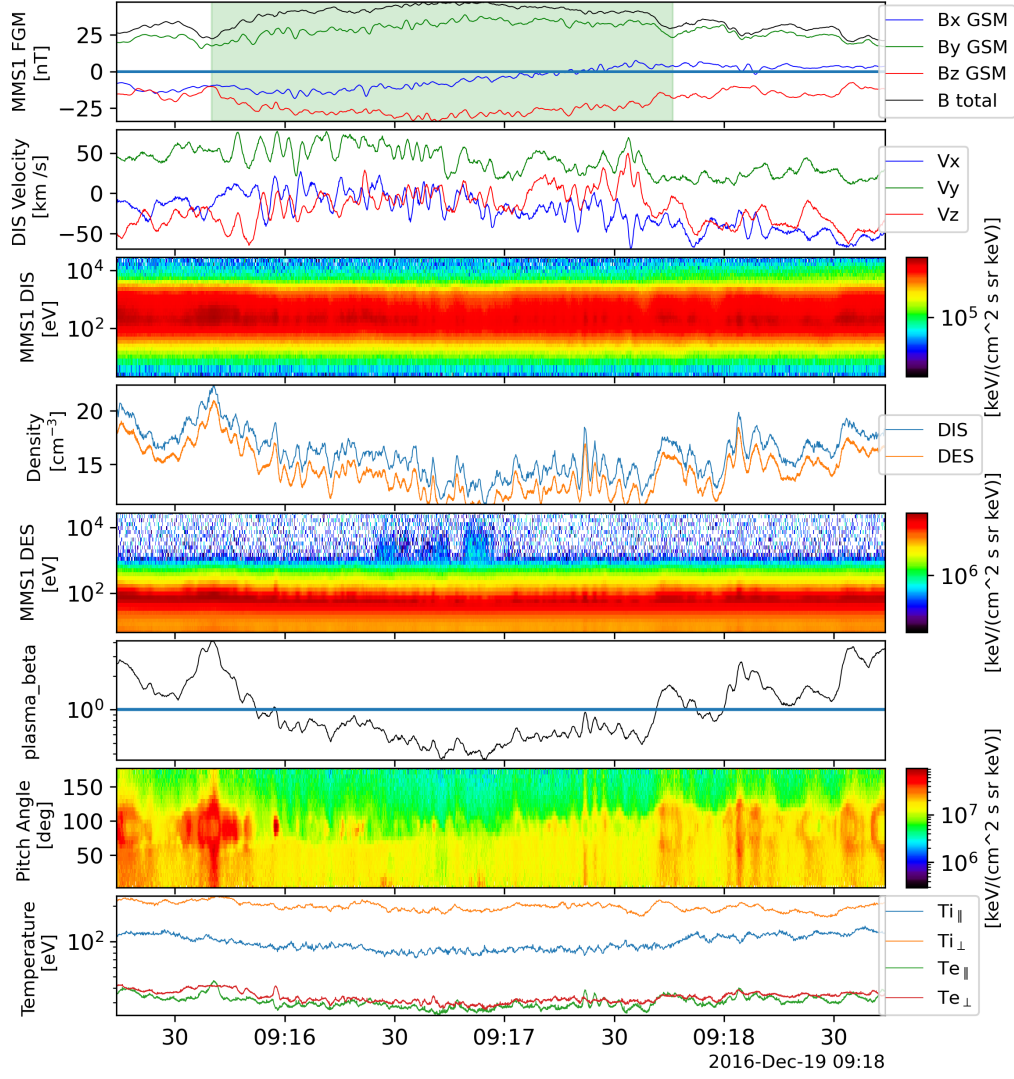 MMS1 FGM
[nT]
25
0
−25
Bx GSM
By GSM
Bz GSM
B total
DIS Velocity
[km /s]
50
0
−50
Vx
Vy
Vz
MMS1 DIS
[eV]
10^4
10^2
10^5
[keV/(cm^2 s sr keV)]
Density
[cm^{−3}]
20
15
DIS
DES
MMS1 DES
[eV]
10^4
10^2
10^6
[keV/(cm^2 s sr keV)]
plasma_beta
10^0
Pitch Angle
[deg]
150
100
50
10^7
10^6
[keV/(cm^2 s sr keV)]
Temperature
[eV]
10^2
Ti_∥
Ti_⊥
Te_∥
Te_⊥
30
09:16
30
09:17
30
09:18
30
2016-Dec-19 09:18